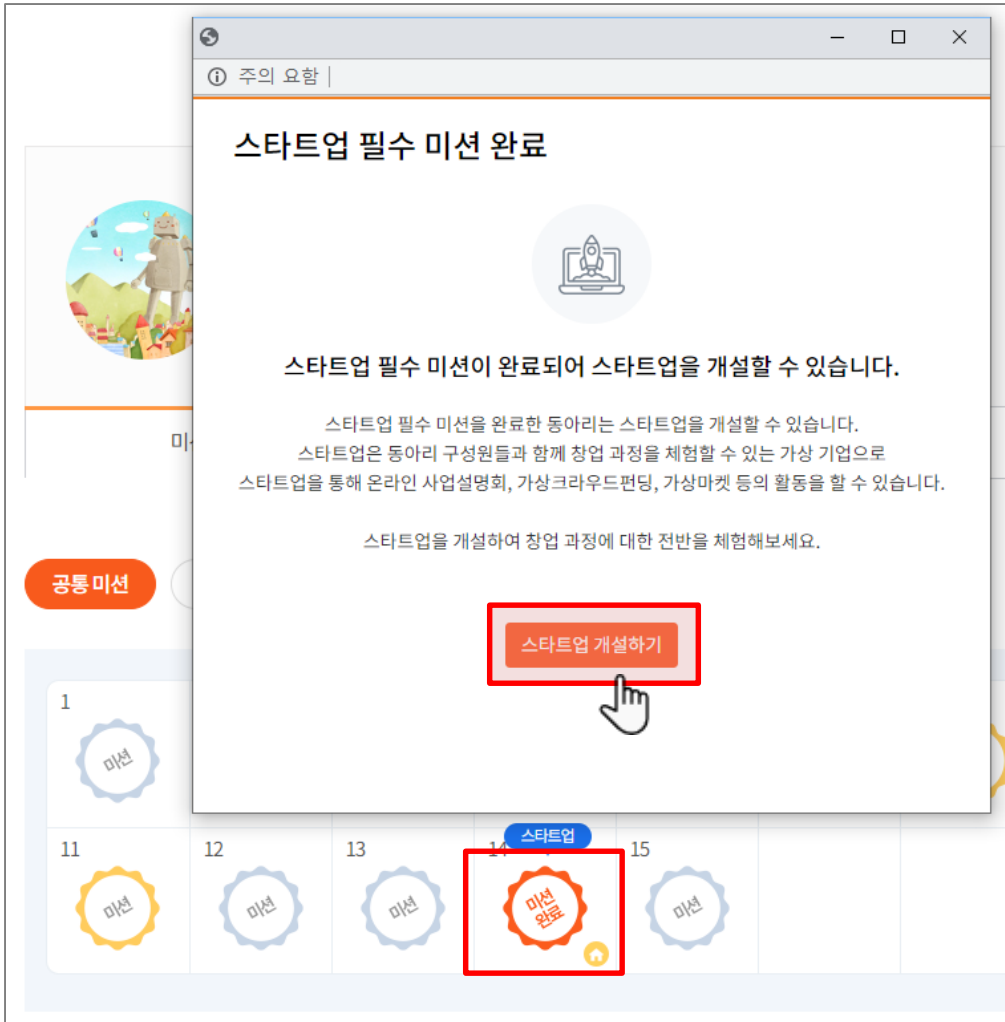 주의 요함
스타트업 필수 미션 완료
스타트업 필수 미션이 완료되어 스타트업을 개설할 수 있습니다.
스타트업 필수 미션을 완료한 동아리는 스타트업을 개설할 수 있습니다.
스타트업은 동아리 구성원들과 함께 창업 과정을 체험할 수 있는 가상 기업으로
스타트업을 통해 온라인 사업설명회, 가상크라우드펀딩, 가상마켓 등의 활동을 할 수 있습니다.
스타트업을 개설하여 창업 과정에 대한 전반을 체험해보세요.
스타트업 개설하기
공통 미션
1
미션
스타트업
11 12 13 14 15
미션 미션 미션 미션 완료 미션